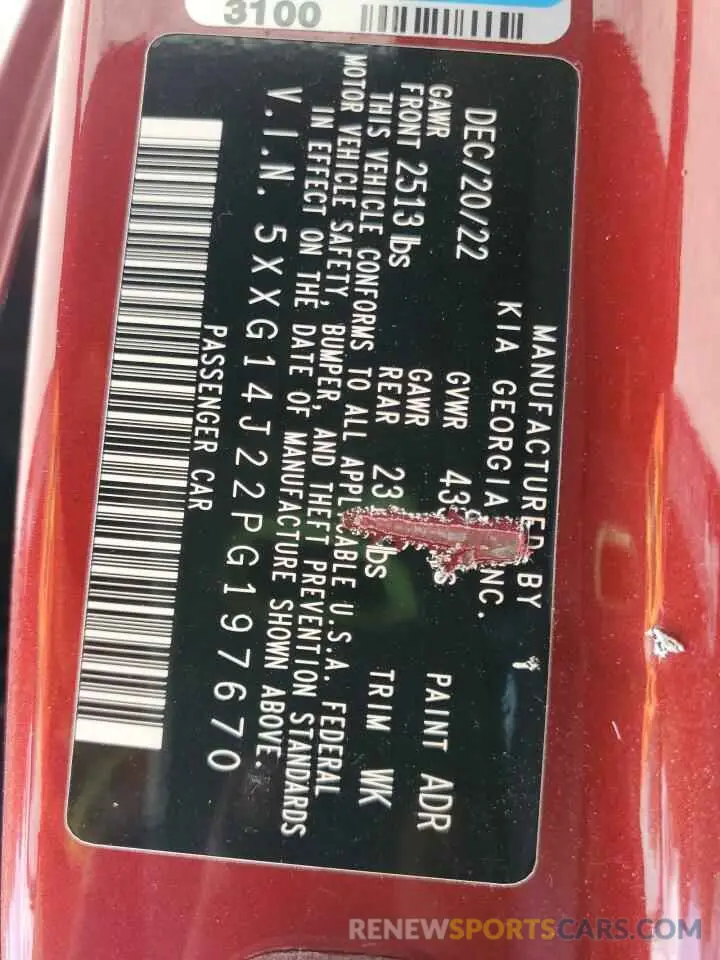 3100
MANUFACTURED BY
KIA GEORGIA INC.
DEC/20/22 GVWR PAINT ADR
GAWR GAWR TRIM WK
FRONT 2513 lbs REAR lbs
THIS VEHICLE CONFORMS TO ALL APPLICABLE U.S.A. FEDERAL
MOTOR VEHICLE SAFETY, BUMPER, AND THEFT PREVENTION STANDARDS
IN EFFECT ON THE DATE OF MANUFACTURE SHOWN ABOVE.
V.I.N. 5XXG14J22PG197670
PASSENGER CAR
RENEWSPORTSCARS.COM